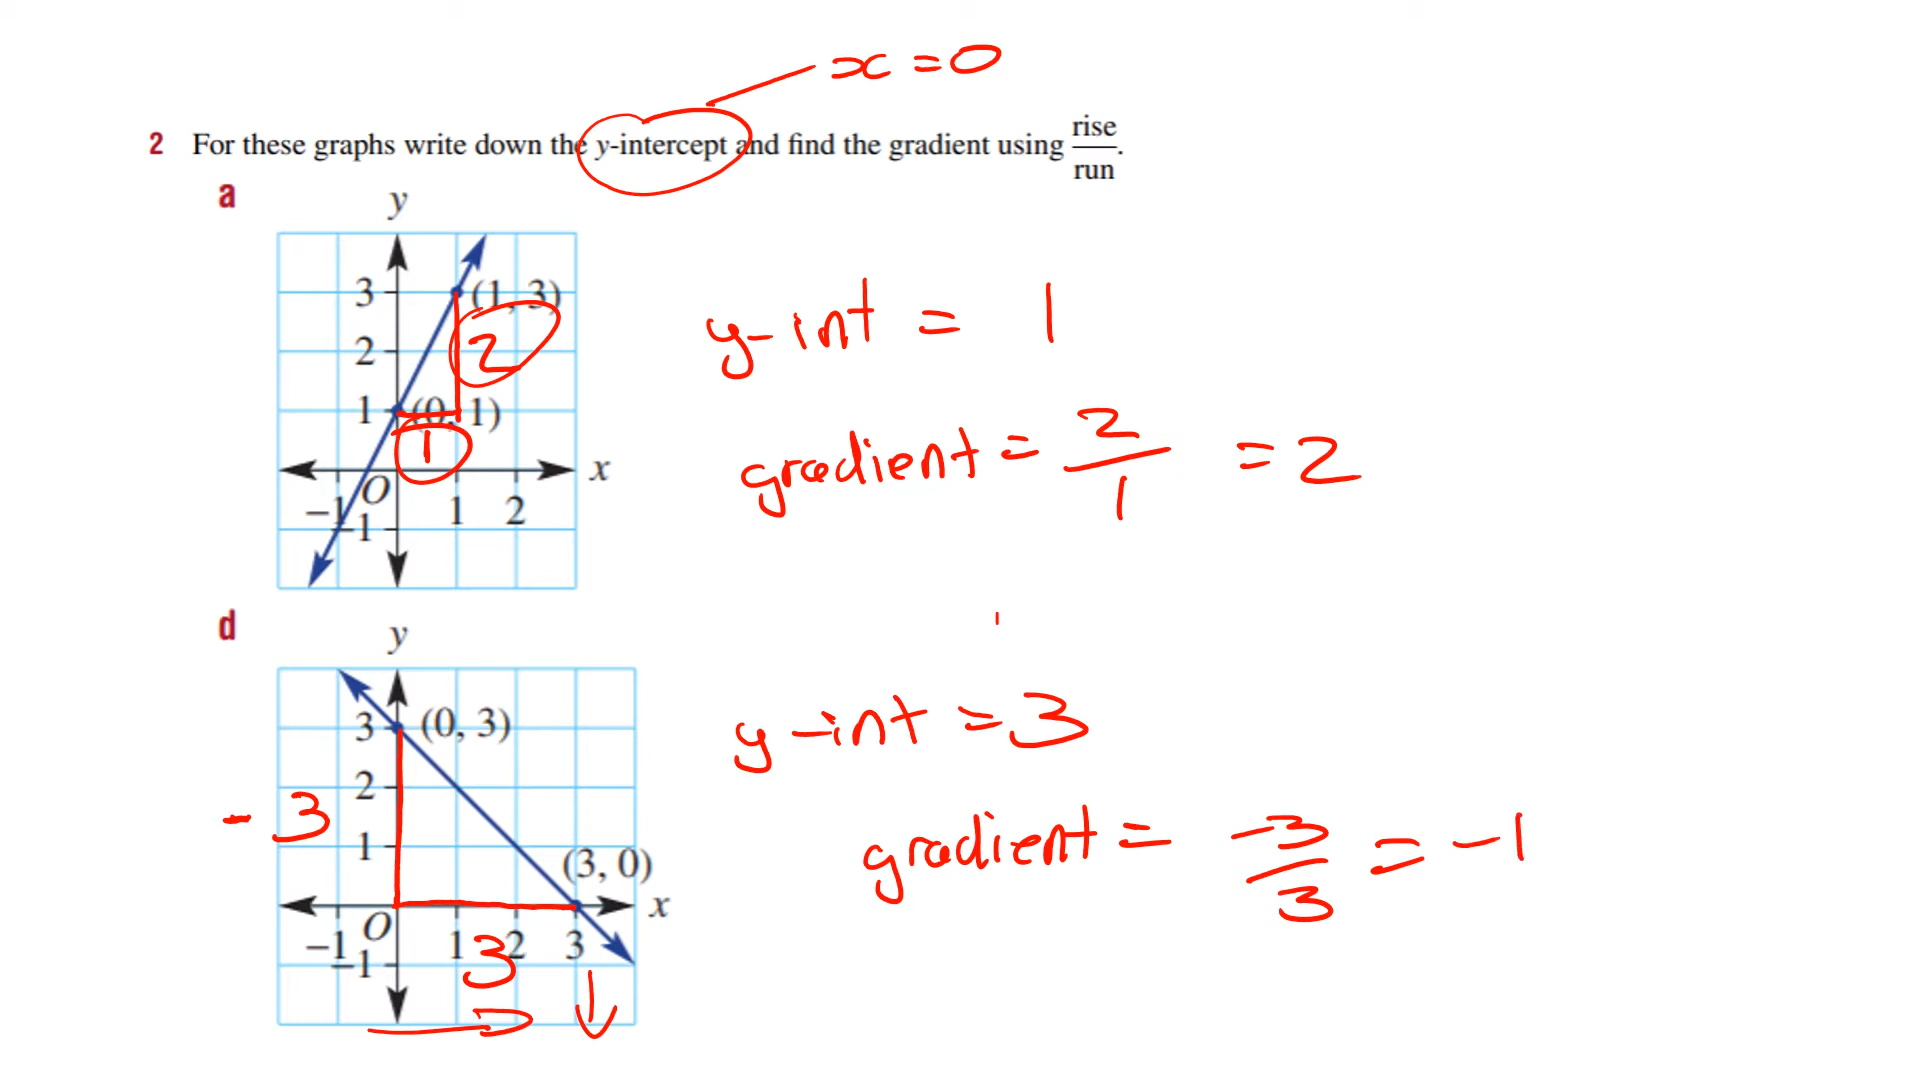 x = 0
2 For these graphs write down the y-intercept and find the gradient using rise/run.
a
y
3
(1, 3)
2
2
1
(0, 1)
1
x
O
−1
1
2
−1
y-int = 1
gradient = 2/1 = 2
d
y
3
(0, 3)
2
- 3
1
(3, 0)
x
O
−1
1
2
3
−1
3
y-int = 3
gradient = -3/3 = -1